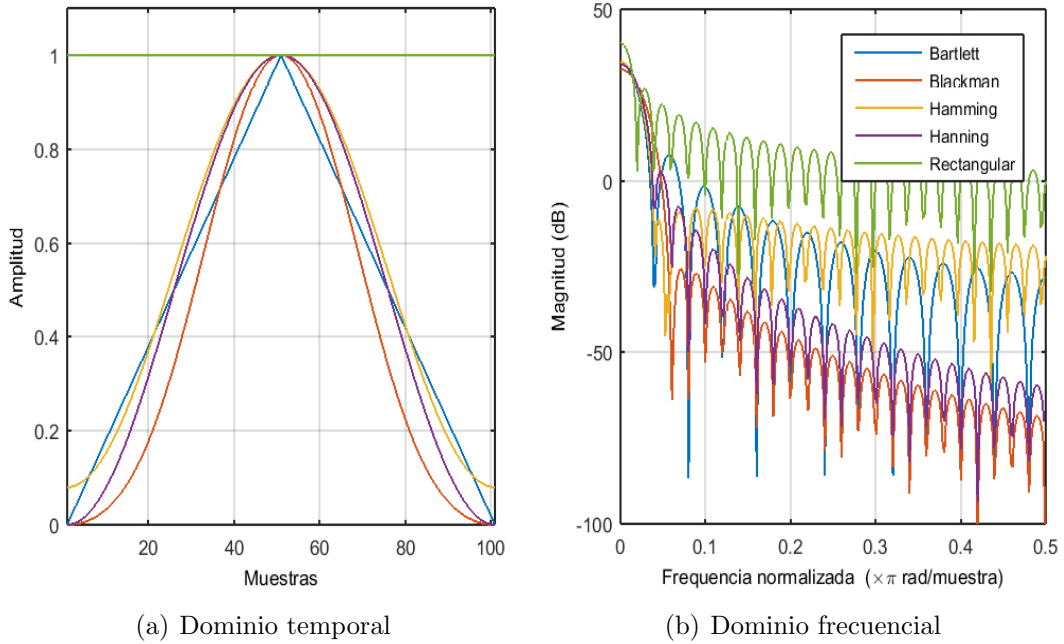 1
0.8
0.6
0.4
0.2
0
20
40
60
80
100
Amplitud
Muestras
(a) Dominio temporal
50
0
-50
-100
0
0.1
0.2
0.3
0.4
0.5
Magnitud (dB)
Frequencia normalizada (×π rad/muestra)
Bartlett
Blackman
Hamming
Hanning
Rectangular
(b) Dominio frecuencial